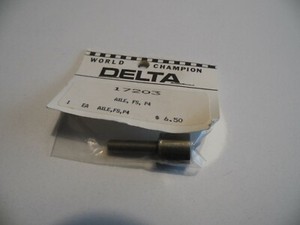 WORLD CHAMPION
DELTA
17203
AXLE, F5, P4
1 EA AXLE,F5,P4
$ 6.50